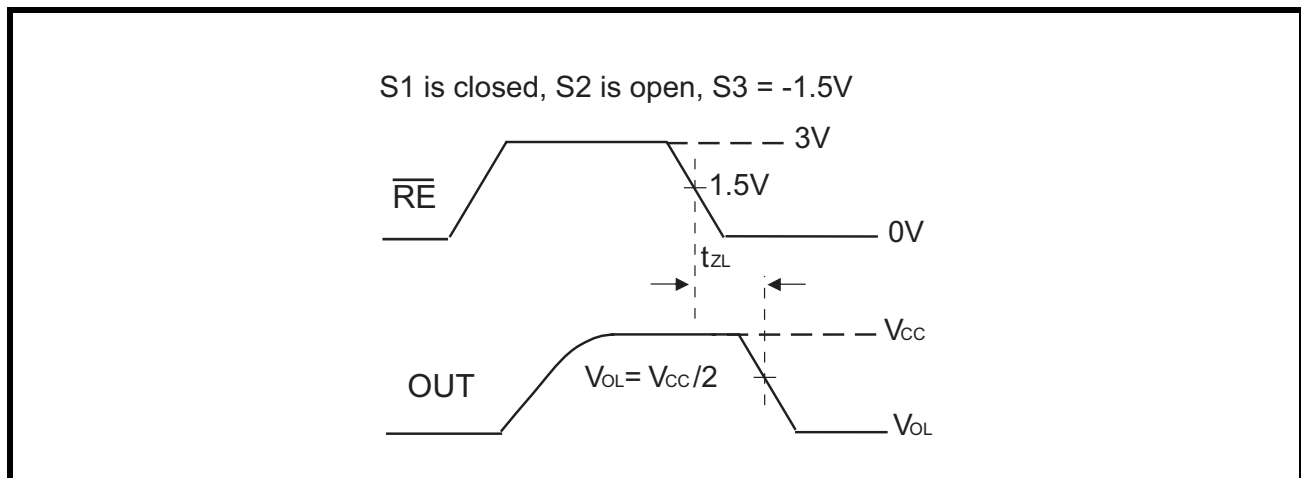 S1 is closed, S2 is open, S3 = -1.5V
3V
RE
1.5V
0V
tZL
VCC
VOL= VCC/2
OUT
VOL